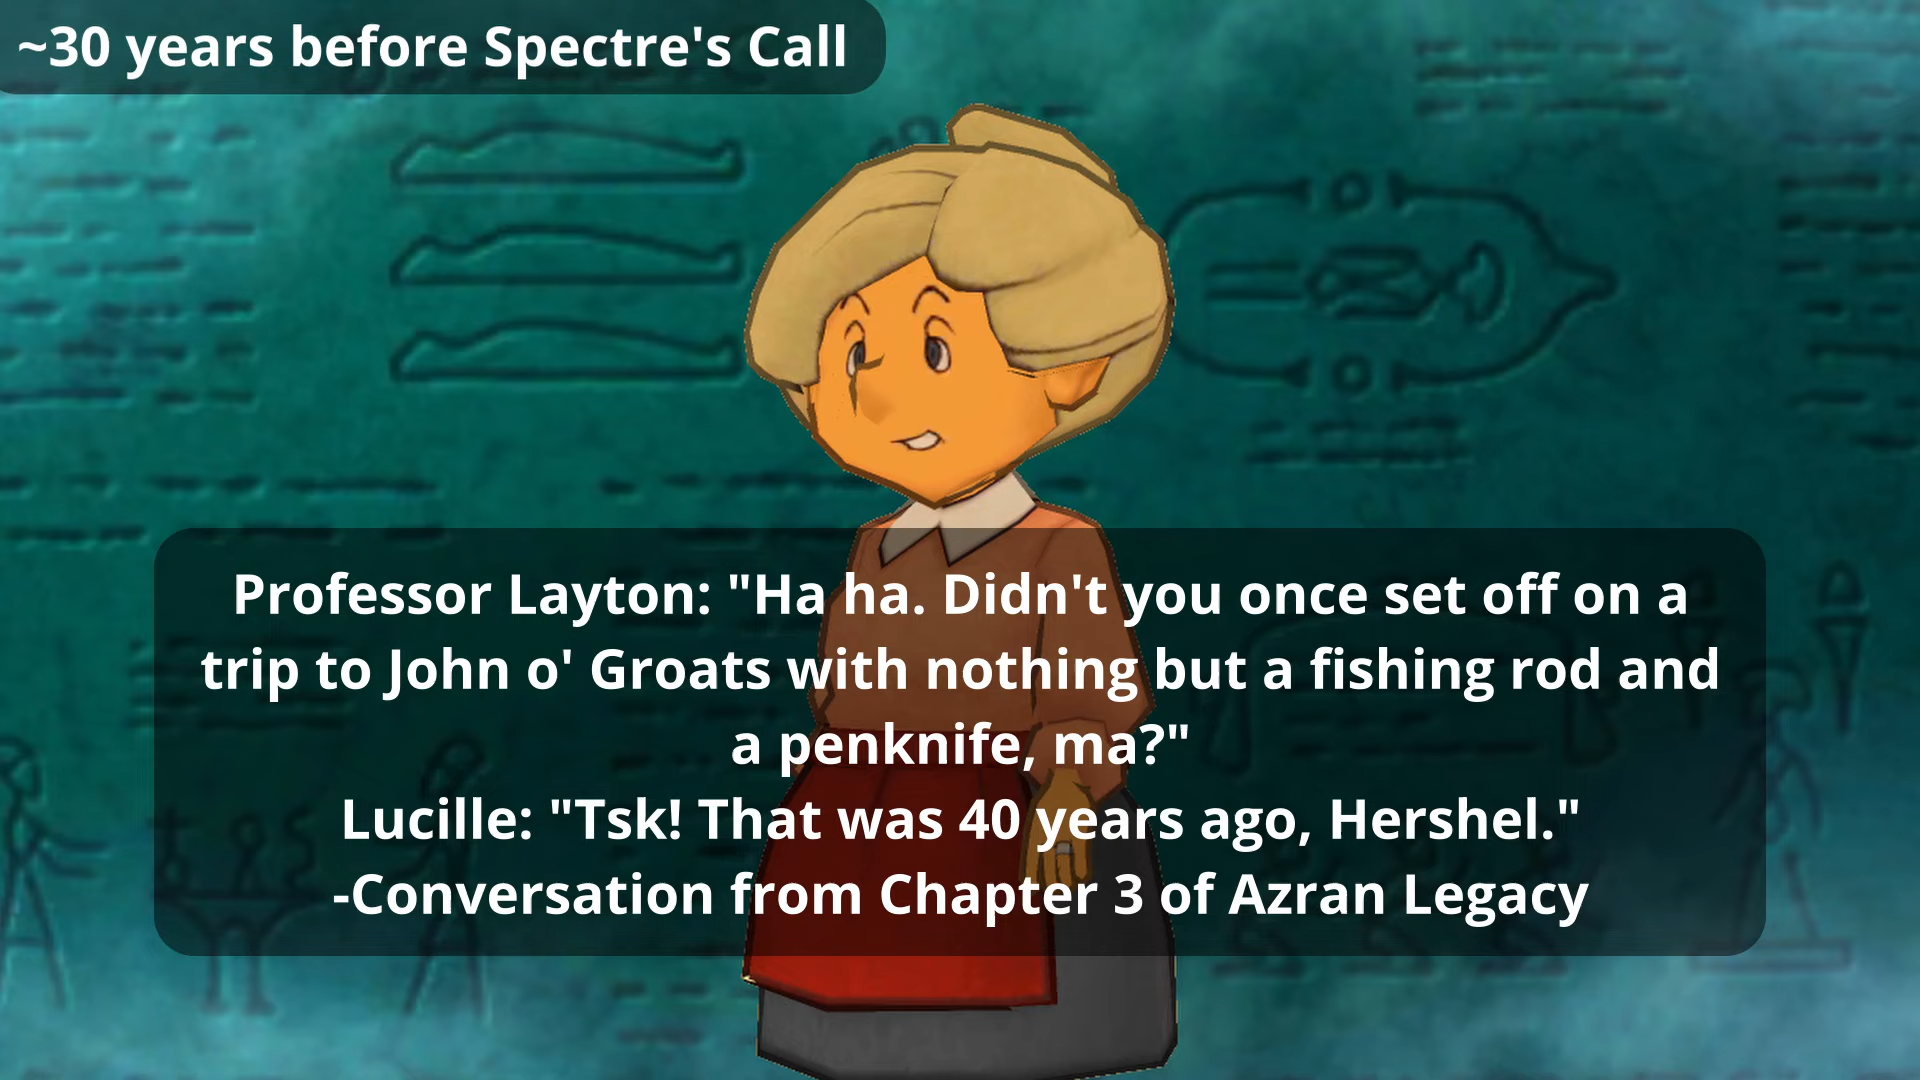 ~30 years before Spectre's Call
Professor Layton: "Ha ha. Didn't you once set off on a
trip to John o' Groats with nothing but a fishing rod and
a penknife, ma?"
Lucille: "Tsk! That was 40 years ago, Hershel."
-Conversation from Chapter 3 of Azran Legacy